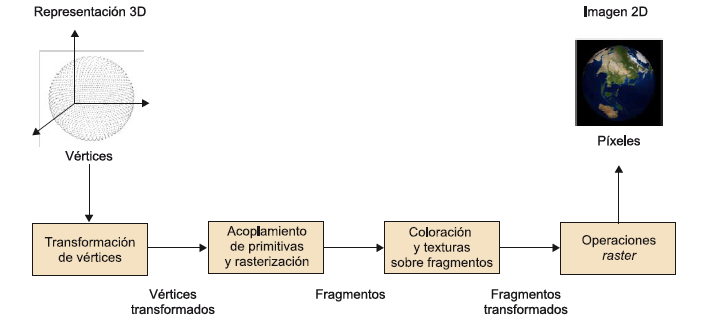 Representación 3D
Imagen 2D
Vértices
Píxeles
Transformación
de vértices
Acoplamiento
de primitivas
y rasterización
Coloración
y texturas
sobre fragmentos
Operaciones
raster
Vértices
transformados
Fragmentos
Fragmentos
transformados